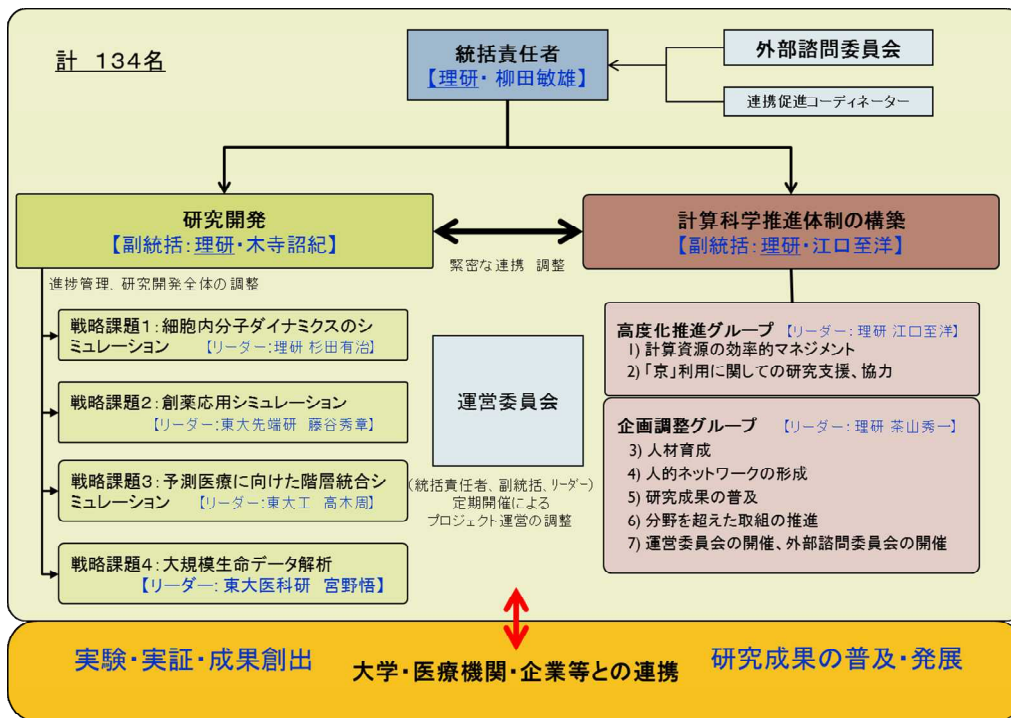 計 134名
統括責任者
【理研・柳田敏雄】
外部諮問委員会
連携促進コーディネーター
研究開発
【副統括：理研・木寺詔紀】
緊密な連携 調整
計算科学推進体制の構築
【副統括：理研・江口至洋】
進捗管理、研究開発全体の調整
戦略課題1：細胞内分子ダイナミクスのシ
ミュレーション 【リーダー：理研 杉田有治】
戦略課題2：創薬応用シミュレーション
【リーダー：東大先端研 藤谷秀章】
戦略課題3：予測医療に向けた階層統合シ
ミュレーション 【リーダー：東大工 高木周】
戦略課題4：大規模生命データ解析
【リーダー：東大医科研 宮野悟】
運営委員会
（統括責任者、副統括、リーダー）
定期開催による
プロジェクト運営の調整
高度化推進グループ 【リーダー：理研 江口至洋】
1) 計算資源の効率的マネジメント
2) 「京」利用に関しての研究支援、協力
企画調整グループ 【リーダー：理研 茶山秀一】
3) 人材育成
4) 人的ネットワークの形成
5) 研究成果の普及
6) 分野を超えた取組の推進
7) 運営委員会の開催、外部諮問委員会の開催
実験・実証・成果創出
大学・医療機関・企業等との連携
研究成果の普及・発展